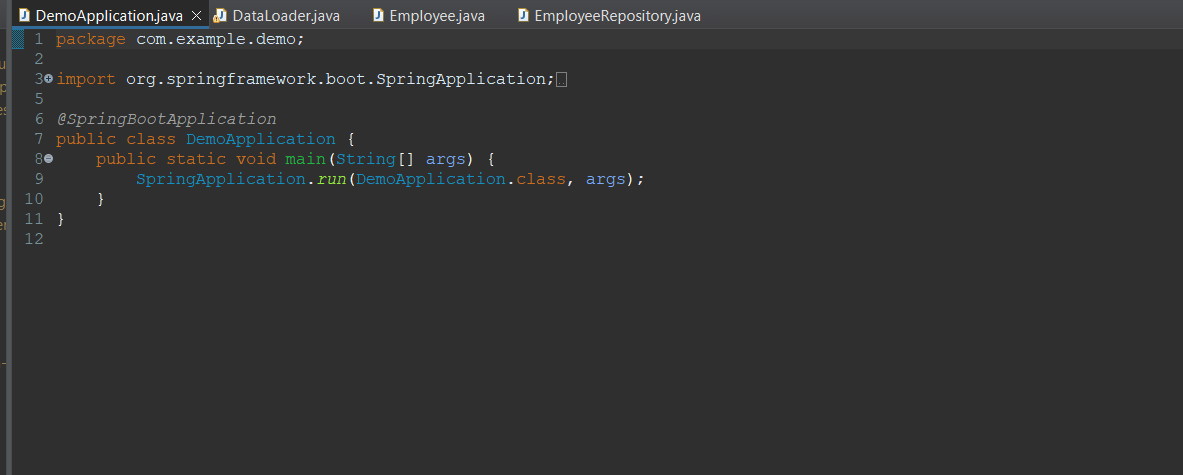 DemoApplication.java DataLoader.java Employee.java EmployeeRepository.java
1 package com.example.demo;
2
3 import org.springframework.boot.SpringApplication;
5
6 @SpringBootApplication
7 public class DemoApplication {
8 public static void main(String[] args) {
9 SpringApplication.run(DemoApplication.class, args);
10 }
11 }
12